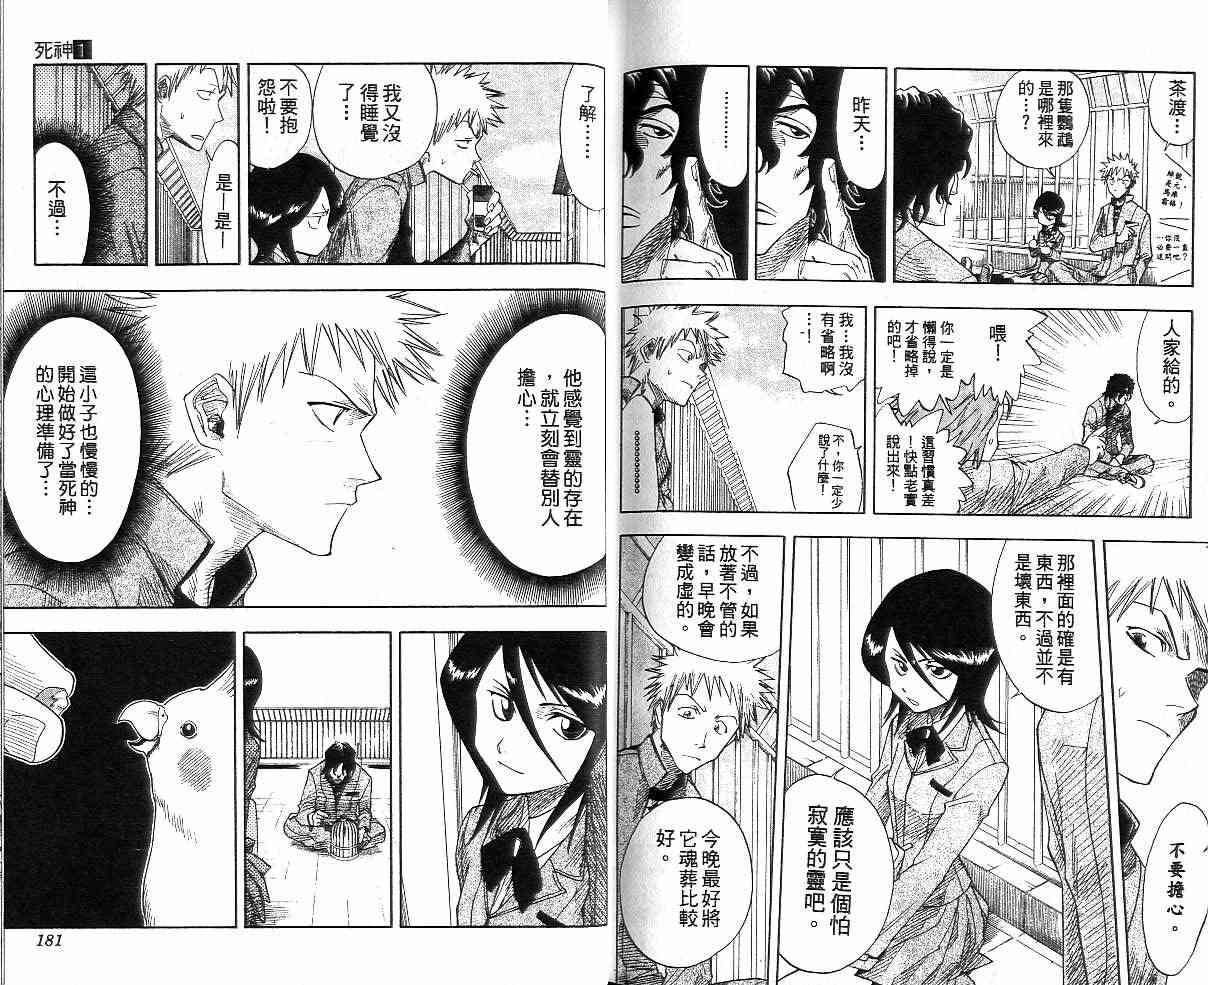 死神1
茶渡…
那隻鸚鵡
是哪裡來
的…?
昨天…
…………
人家給的。
喂！
你一定是
懶得說，
才省略掉
的吧！
這習慣真差
！快點老實
說出來！
我…我沒
有省略啊
不，你一定少
說了什麼！
…………
不要擔心。
那裡面的確是有
東西，不過並不
是壞東西。
應該只是個怕
寂寞的靈吧。
不過，如果
放著不管的
話，早晚會
變成虛的。
今晚最好將
它魂葬比較
好。
了解……
我又沒
得睡覺
了…
不要抱
怨啦！
是—是—
不過…
他感覺到靈的存在
，就立刻會替別人
擔心…
這小子也慢慢的…
開始做好了當死神
的心理準備了…
181